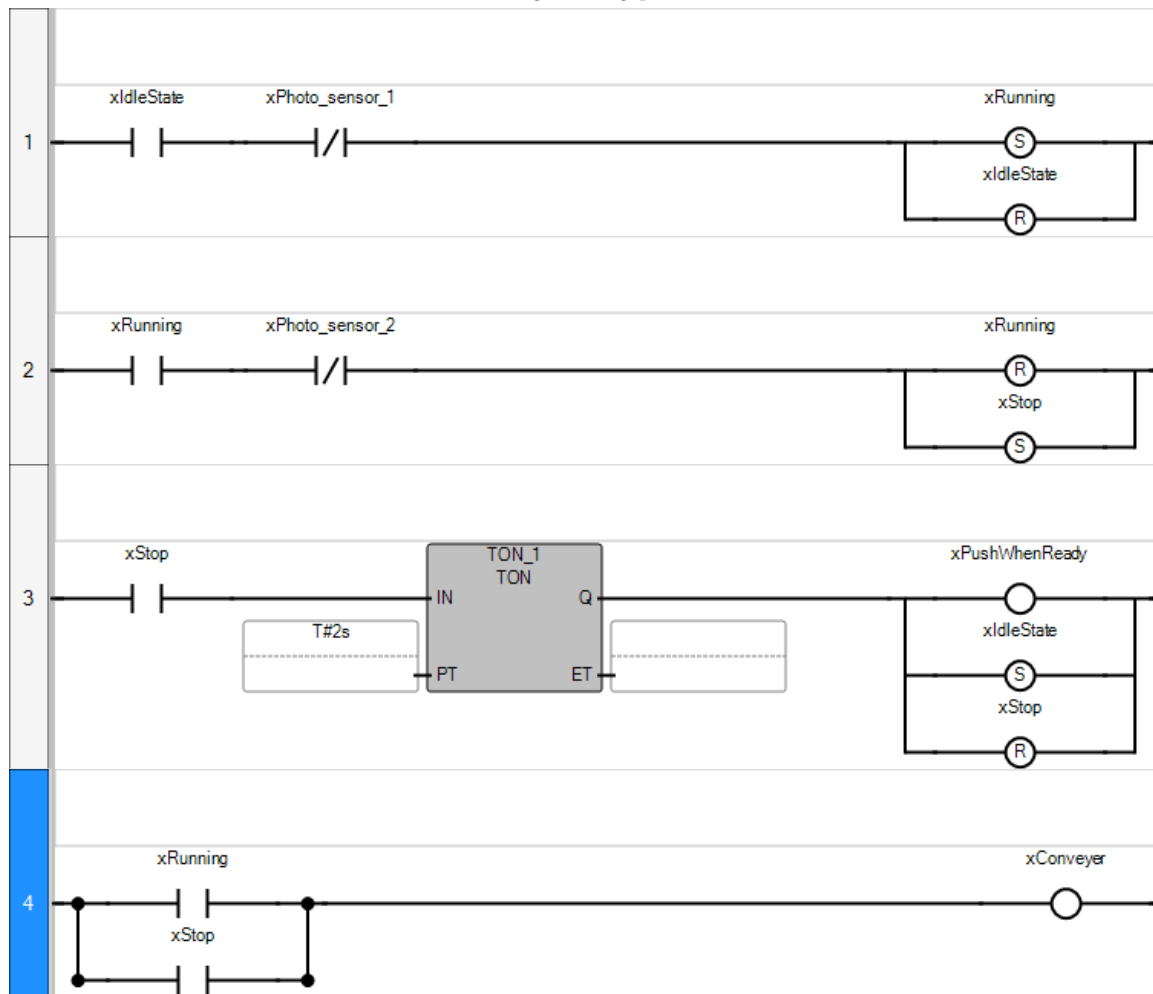 xIdleState xPhoto_sensor_1 xRunning
1 S
xIdleState
R
xRunning xPhoto_sensor_2 xRunning
2 R
xStop
S
xStop TON_1 xPushWhenReady
TON
3 IN Q
T#2s xIdleState
PT ET S
xStop
R
xRunning xConveyer
4
xStop